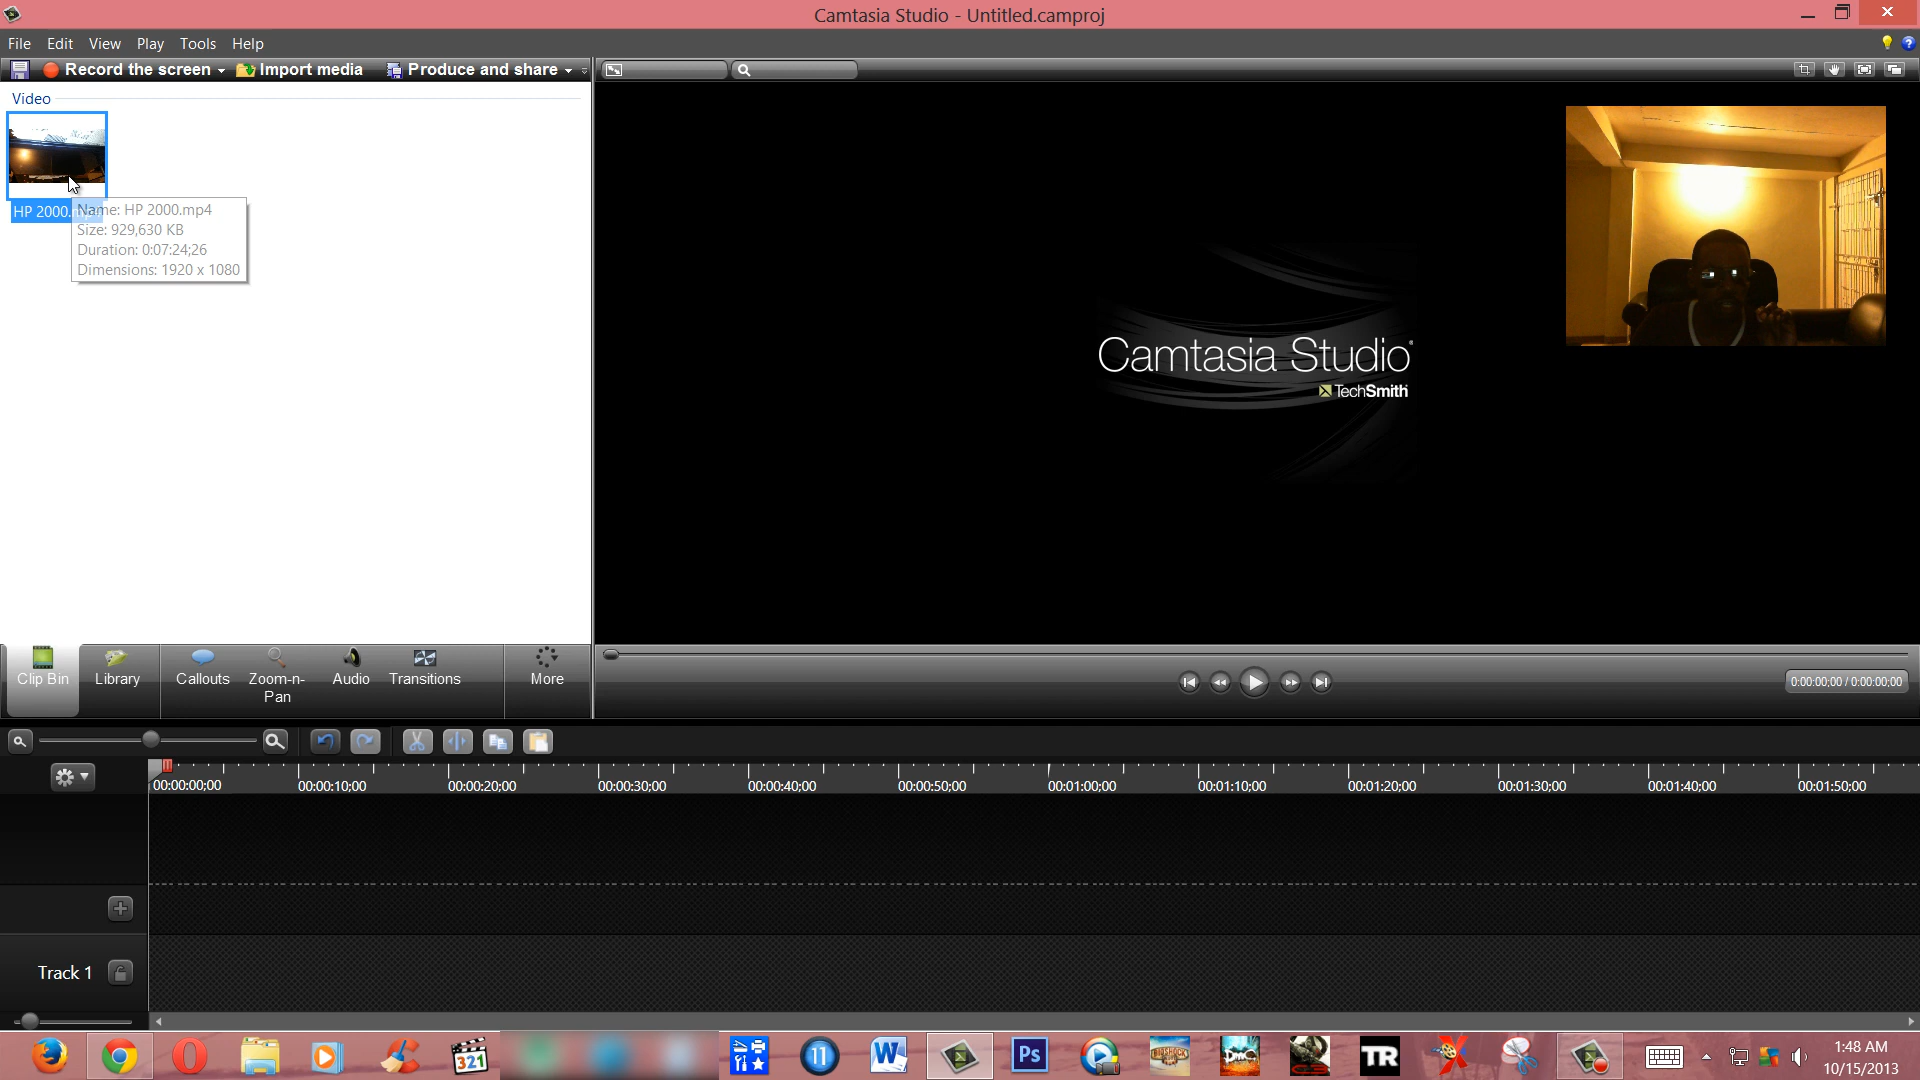 Camtasia Studio - Untitled.camproj
File Edit View Play Tools Help
Record the screen Import media Produce and share
Video
HP 2000.
Name: HP 2000.mp4
Size: 929,630 KB
Duration: 0:07:24;26
Dimensions: 1920 x 1080
Camtasia Studio
TechSmith
Clip Bin Library Callouts Zoom-n-Pan Audio Transitions More
0:00:00;00 / 0:00:00;00
00:00:00;00 00:00:10;00 00:00:20;00 00:00:30;00 00:00:40;00 00:00:50;00 00:01:00;00 00:01:10;00 00:01:20;00 00:01:30;00 00:01:40;00 00:01:50;00
Track 1
321 11 W Ps DmC TR
1:48 AM
10/15/2013